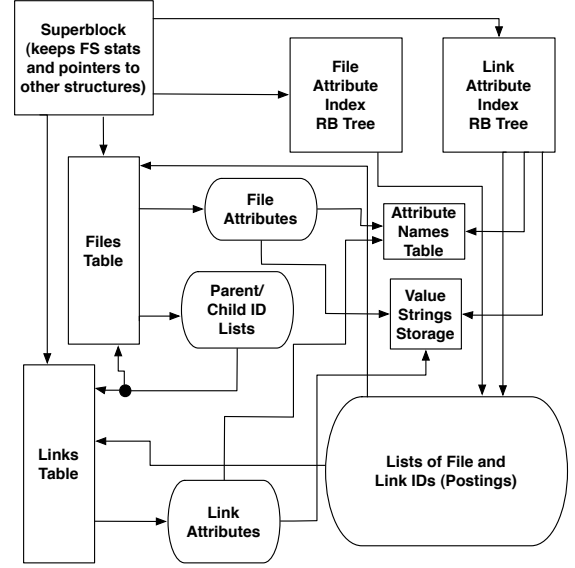 Superblock
(keeps FS stats
and pointers to
other structures)
File
Attribute
Index
RB Tree
Link
Attribute
Index
RB Tree
Files
Table
File
Attributes
Attribute
Names
Table
Parent/
Child ID
Lists
Value
Strings
Storage
Links
Table
Link
Attributes
Lists of File and
Link IDs (Postings)